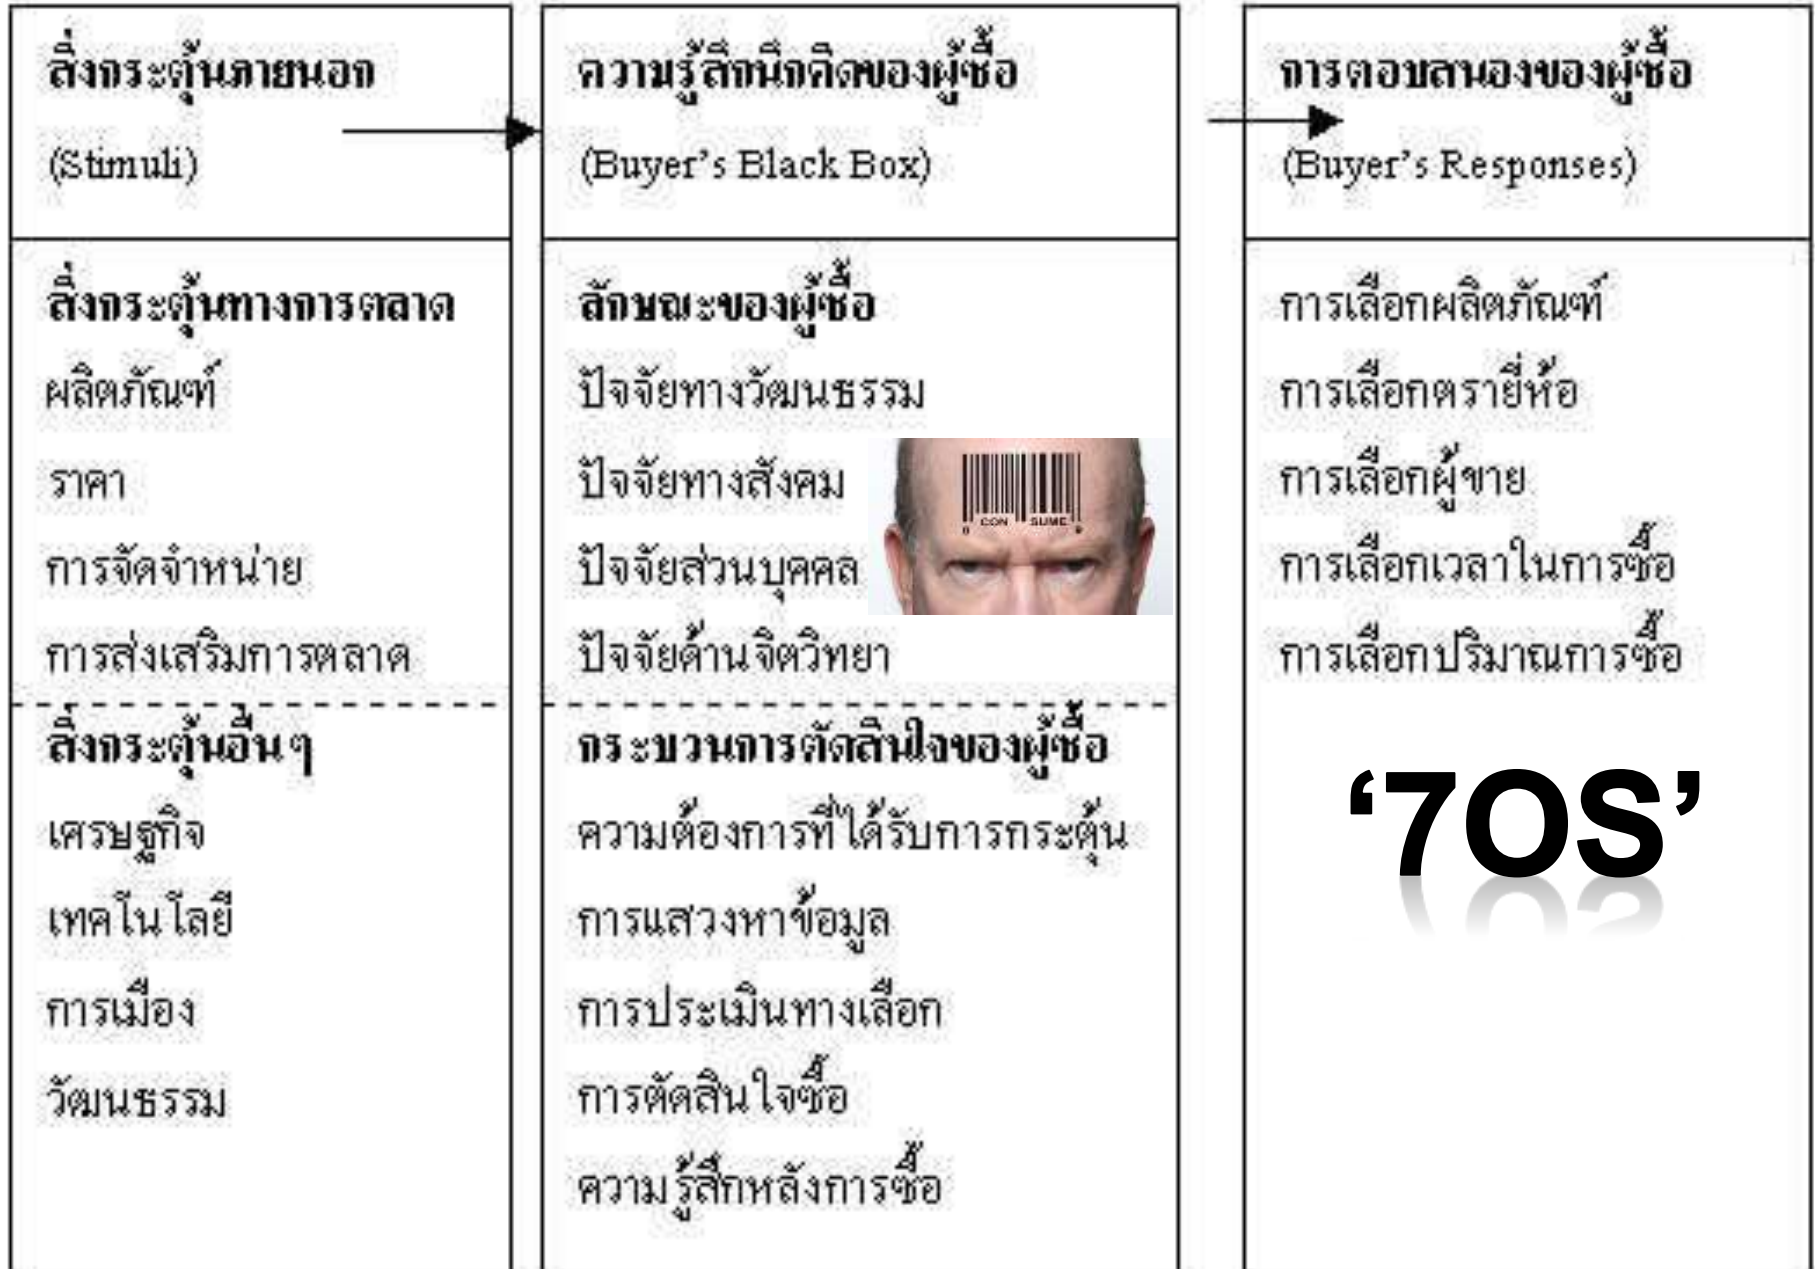 สิ่งกระตุ้นภายนอก
(Stimuli)
สิ่งกระตุ้นทางการตลาด
ผลิตภัณฑ์
ราคา
การจัดจำหน่าย
การส่งเสริมการตลาด
สิ่งกระตุ้นอื่นๆ
เศรษฐกิจ
เทคโนโลยี
การเมือง
วัฒนธรรม
ความรู้สึกนึกคิดของผู้ซื้อ
(Buyer's Black Box)
ลักษณะของผู้ซื้อ
ปัจจัยทางวัฒนธรรม
ปัจจัยทางสังคม
ปัจจัยส่วนบุคคล
ปัจจัยด้านจิตวิทยา
0 CON SUME 9
กระบวนการตัดสินใจของผู้ซื้อ
ความต้องการที่ได้รับการกระตุ้น
การแสวงหาข้อมูล
การประเมินทางเลือก
การตัดสินใจซื้อ
ความรู้สึกหลังการซื้อ
การตอบสนองของผู้ซื้อ
(Buyer's Responses)
การเลือกผลิตภัณฑ์
การเลือกตรายี่ห้อ
การเลือกผู้ขาย
การเลือกเวลาในการซื้อ
การเลือกปริมาณการซื้อ
‘7OS’